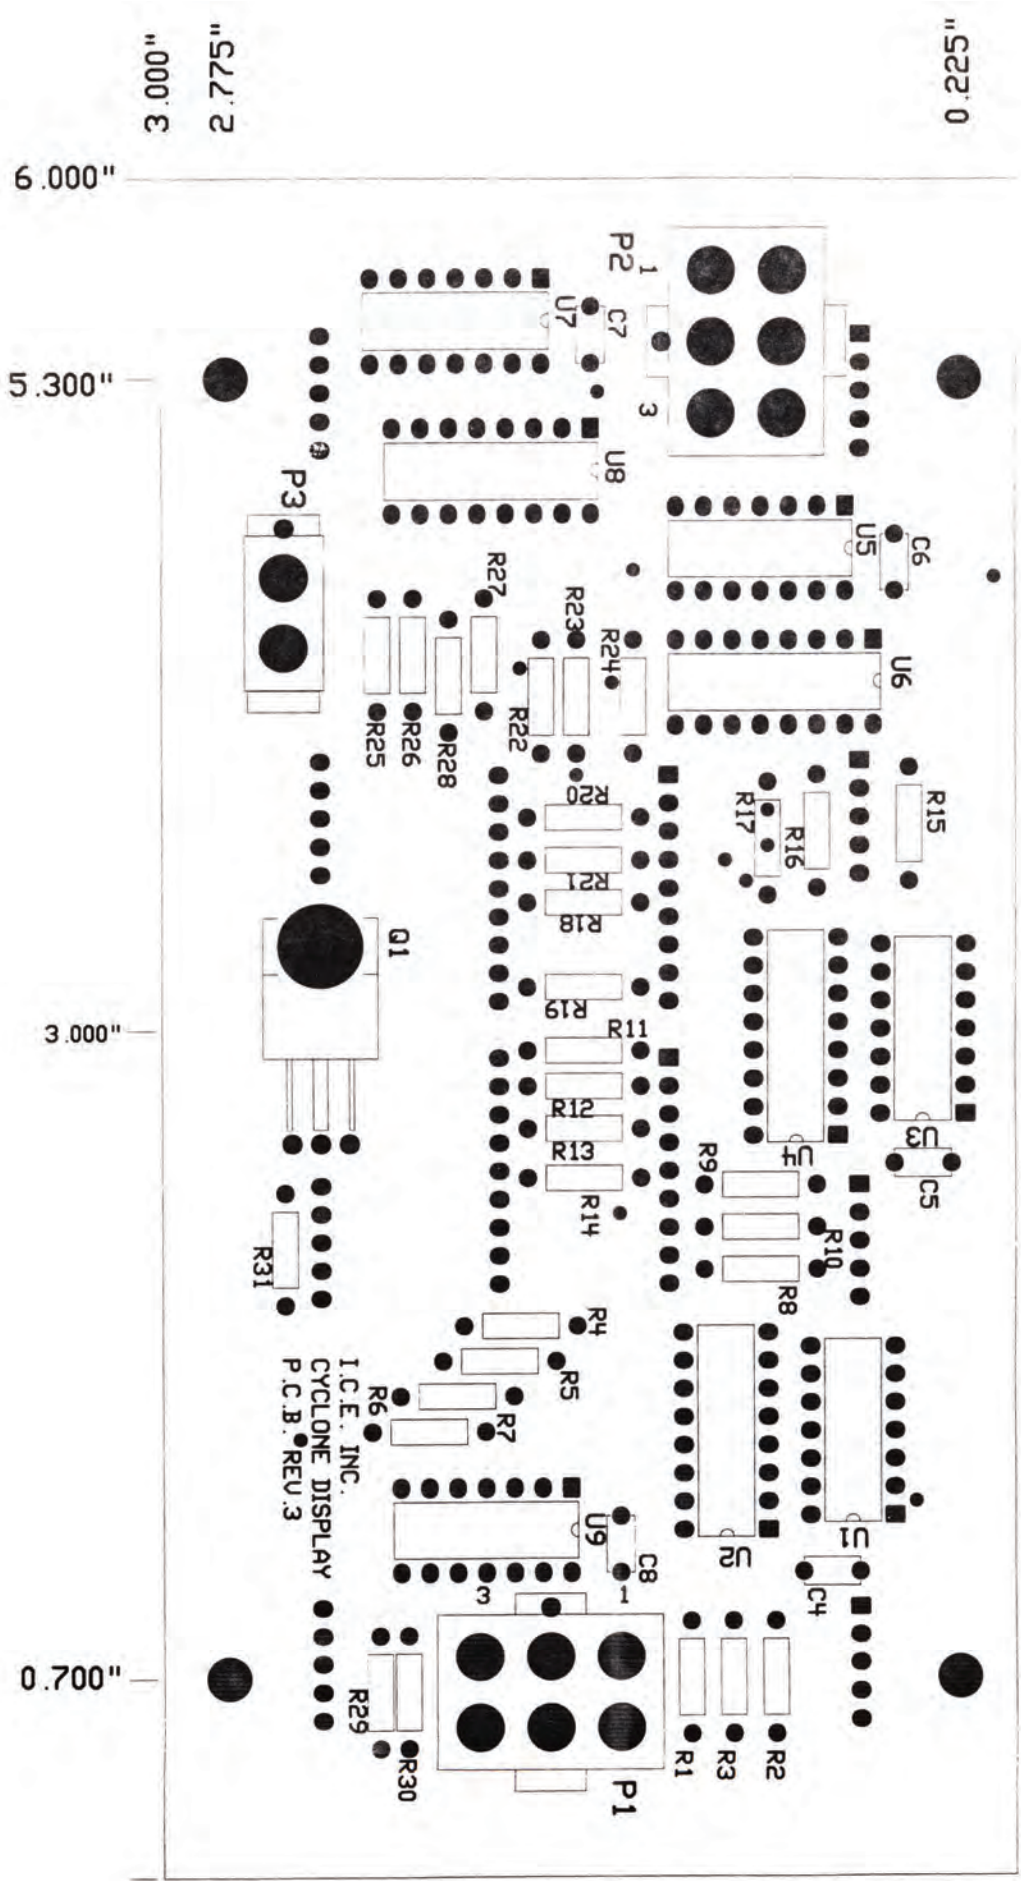 3.000"
2.775"
0.225"
6.000"
P2
1
U7
C7
5.300"
3
U8
P3
U5
C6
R27
R23
R24
U6
R25
R26
R28
R22
R20
R17
R16
R15
R21
R18
Q1
R19
3.000"
R11
R12
R13
R14
U4
U3
C5
R9
R10
R31
R8
R4
R5
R6
R7
I.C.E. INC.
CYCLONE DISPLAY
P.C.B. REV.3
U9
C8
U2
U1
C4
3
1
0.700"
R29
R30
P1
R1
R3
R2